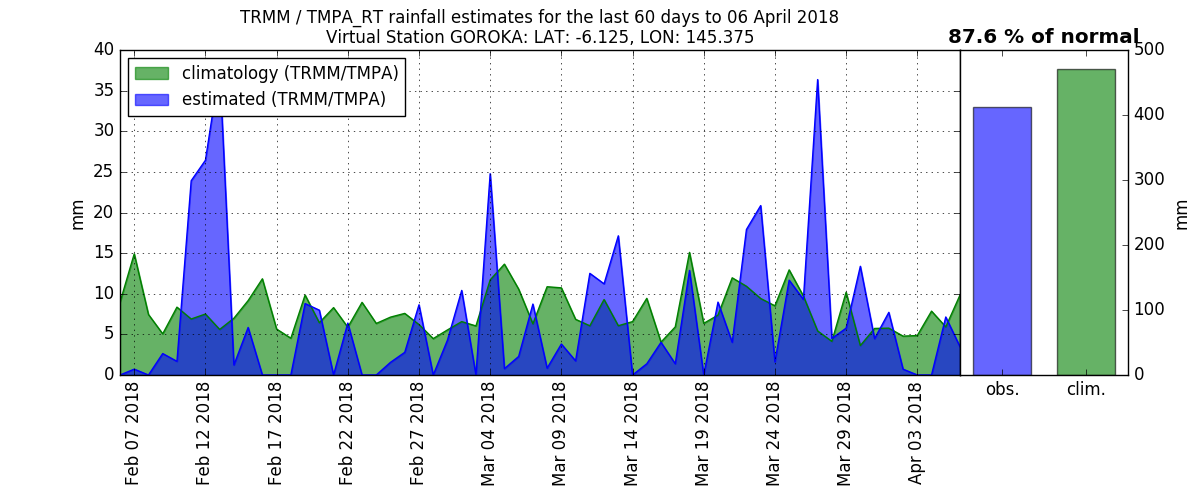 TRMM / TMPA_RT rainfall estimates for the last 60 days to 06 April 2018
Virtual Station GOROKA: LAT: -6.125, LON: 145.375
87.6 % of normal
climatology (TRMM/TMPA)
estimated (TRMM/TMPA)
mm
40
35
30
25
20
15
10
5
0
Feb 07 2018
Feb 12 2018
Feb 17 2018
Feb 22 2018
Feb 27 2018
Mar 04 2018
Mar 09 2018
Mar 14 2018
Mar 19 2018
Mar 24 2018
Mar 29 2018
Apr 03 2018
obs.
clim.
500
400
300
200
100
0
mm